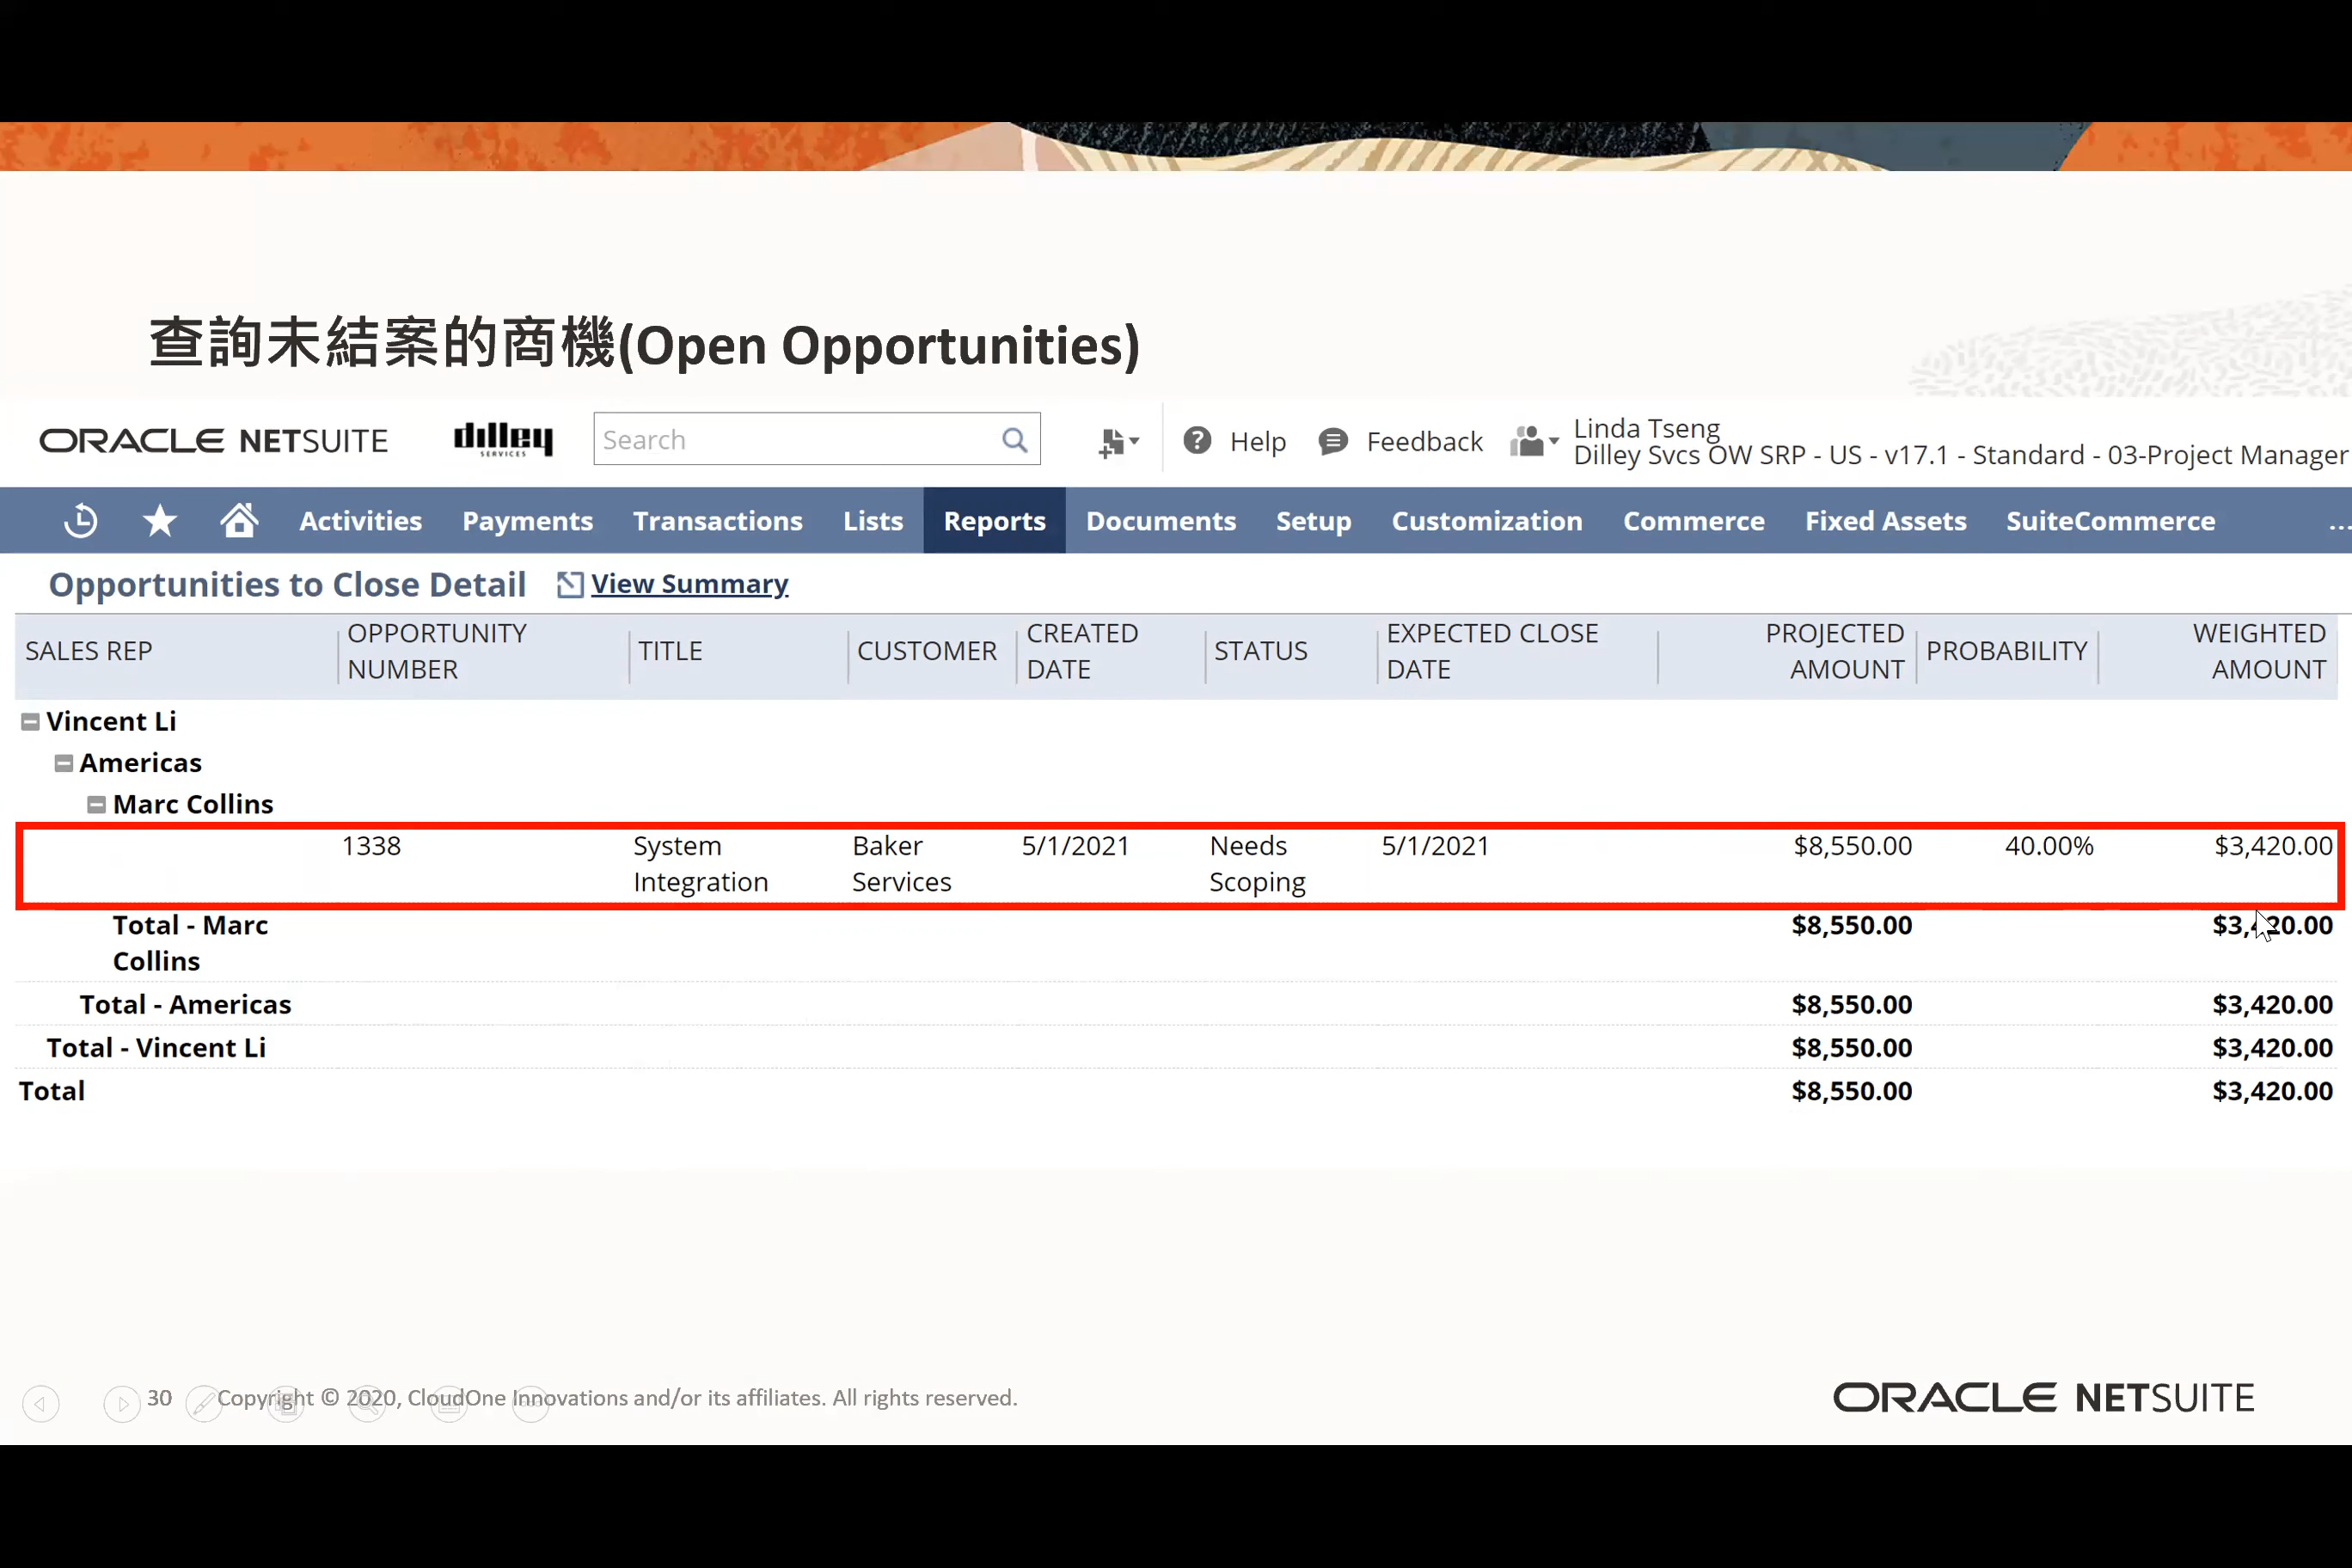 查詢未結案的商機(Open Opportunities)
ORACLE NETSUITE
dilley
SERVICES
Search
Help
Feedback
Linda Tseng
Dilley Svcs OW SRP - US - v17.1 - Standard - 03-Project Manager
Activities Payments Transactions Lists Reports Documents Setup Customization Commerce Fixed Assets SuiteCommerce ...
Opportunities to Close Detail View Summary
SALES REP
OPPORTUNITY
NUMBER
TITLE
CUSTOMER
CREATED
DATE
STATUS
EXPECTED CLOSE
DATE
PROJECTED
AMOUNT
PROBABILITY
WEIGHTED
AMOUNT
Vincent Li
Americas
Marc Collins
1338
System
Integration
Baker
Services
5/1/2021
Needs
Scoping
5/1/2021
$8,550.00
40.00%
$3,420.00
Total - Marc
Collins
$8,550.00
$3,420.00
Total - Americas $8,550.00 $3,420.00
Total - Vincent Li $8,550.00 $3,420.00
Total $8,550.00 $3,420.00
30 Copyright © 2020, CloudOne Innovations and/or its affiliates. All rights reserved.
ORACLE NETSUITE